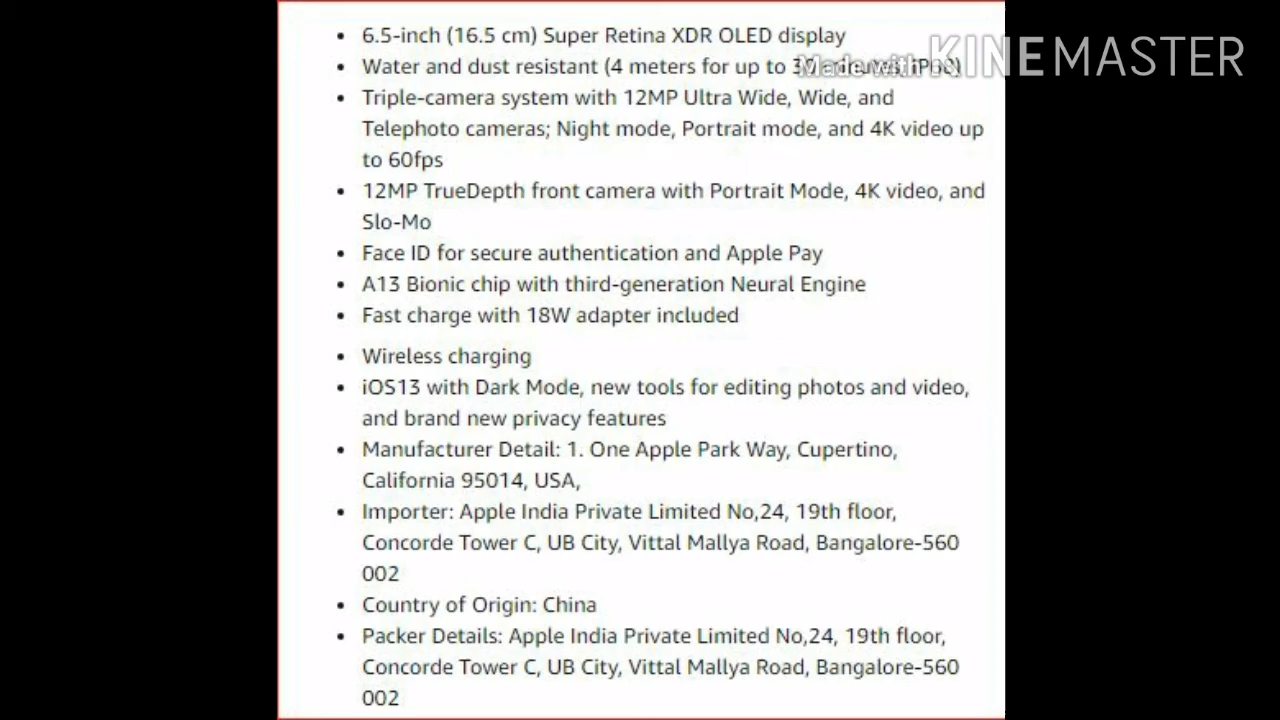 6.5-inch (16.5 cm) Super Retina XDR OLED display
Water and dust resistant (4 meters for up to 30 minutes, IP68)
Made with KINEMASTER
Triple-camera system with 12MP Ultra Wide, Wide, and
Telephoto cameras; Night mode, Portrait mode, and 4K video up
to 60fps
12MP TrueDepth front camera with Portrait Mode, 4K video, and
Slo-Mo
Face ID for secure authentication and Apple Pay
A13 Bionic chip with third-generation Neural Engine
Fast charge with 18W adapter included
Wireless charging
iOS13 with Dark Mode, new tools for editing photos and video,
and brand new privacy features
Manufacturer Detail: 1. One Apple Park Way, Cupertino,
California 95014, USA,
Importer: Apple India Private Limited No,24, 19th floor,
Concorde Tower C, UB City, Vittal Mallya Road, Bangalore-560
002
Country of Origin: China
Packer Details: Apple India Private Limited No,24, 19th floor,
Concorde Tower C, UB City, Vittal Mallya Road, Bangalore-560
002